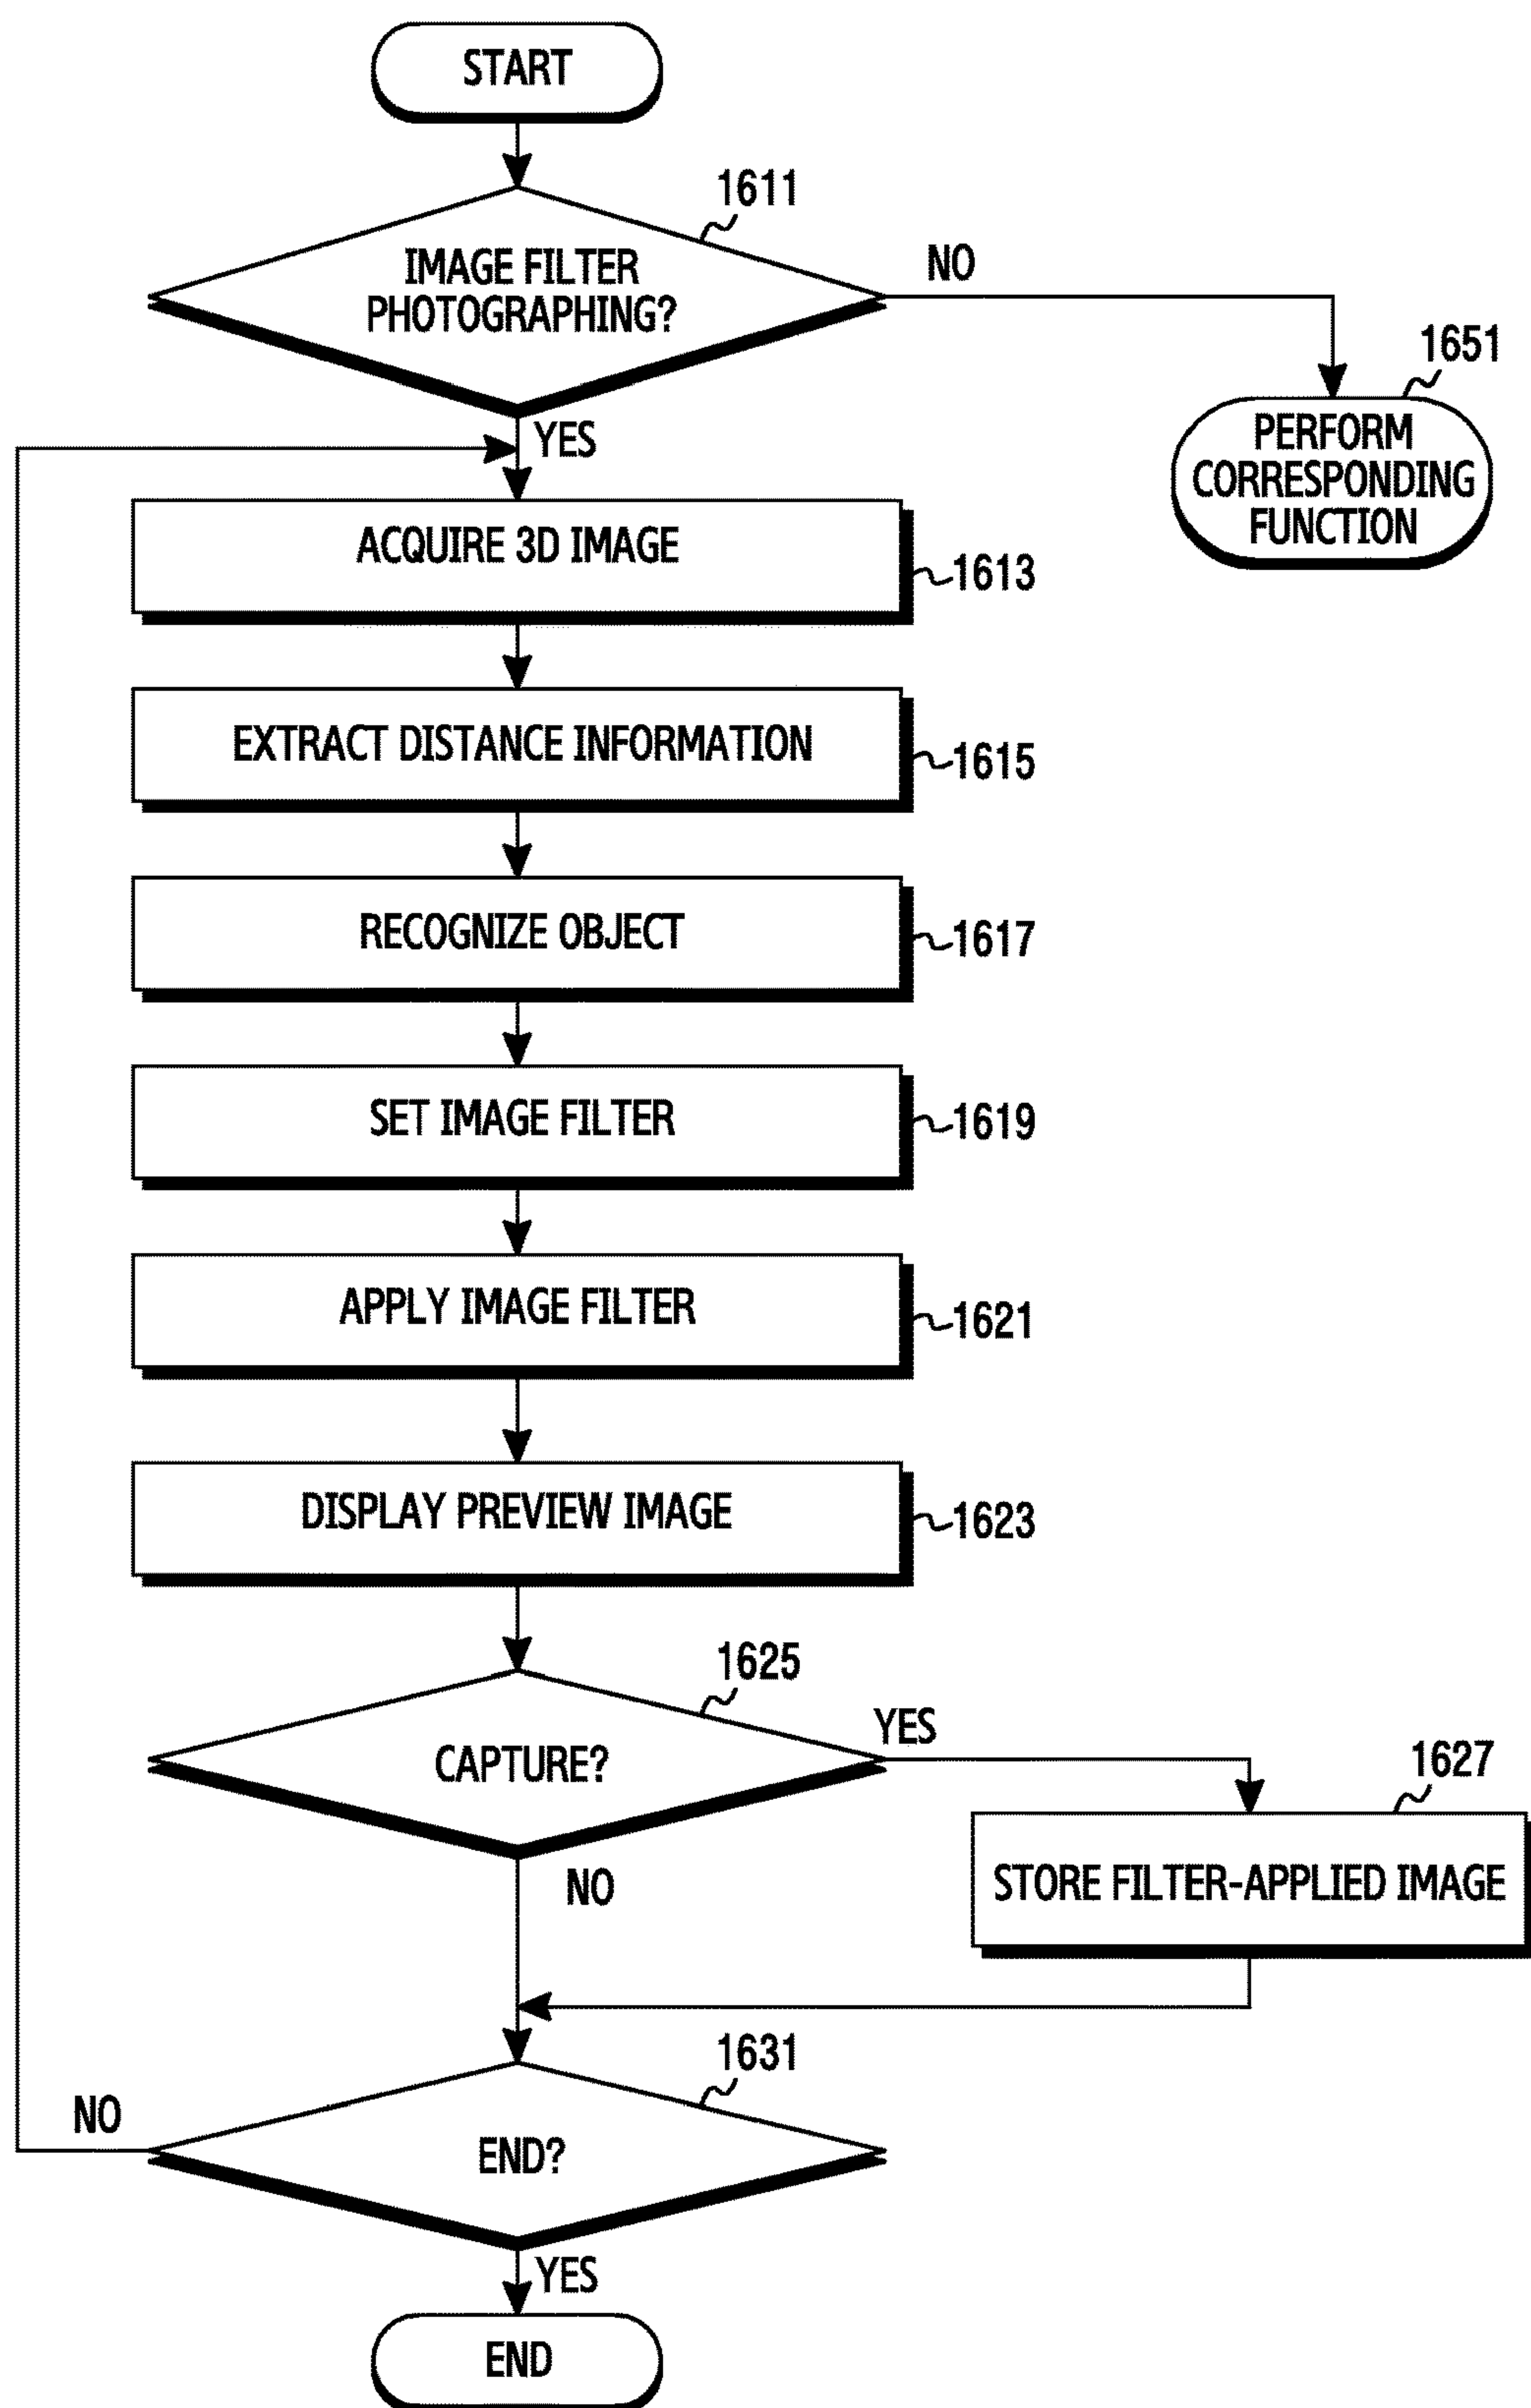 START
1611
IMAGE FILTER
PHOTOGRAPHING?
NO
1651
PERFORM
CORRESPONDING
FUNCTION
YES
ACQUIRE 3D IMAGE
1613
EXTRACT DISTANCE INFORMATION
1615
RECOGNIZE OBJECT
1617
SET IMAGE FILTER
1619
APPLY IMAGE FILTER
1621
DISPLAY PREVIEW IMAGE
1623
1625
CAPTURE?
YES
1627
STORE FILTER-APPLIED IMAGE
NO
1631
NO
END?
YES
END